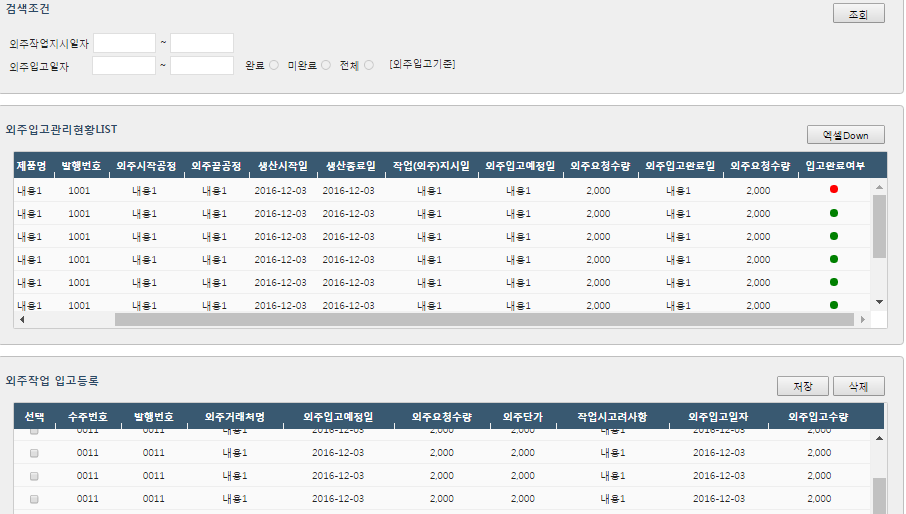 검색조건
조회
외주작업지시일자 ~
외주입고일자 ~ 완료 미완료 전체 [외주입고기준]
외주입고관리현황LIST
엑셀Down
제품명 발행번호 외주시작공정 외주끝공정 생산시작일 생산종료일 작업(외주)지시일 외주입고예정일 외주요청수량 외주입고완료일 외주요청수량 입고완료여부
내용1 1001 내용1 내용1 2016-12-03 2016-12-03 내용1 내용1 2,000 내용1 2,000
내용1 1001 내용1 내용1 2016-12-03 2016-12-03 내용1 내용1 2,000 내용1 2,000
내용1 1001 내용1 내용1 2016-12-03 2016-12-03 내용1 내용1 2,000 내용1 2,000
내용1 1001 내용1 내용1 2016-12-03 2016-12-03 내용1 내용1 2,000 내용1 2,000
내용1 1001 내용1 내용1 2016-12-03 2016-12-03 내용1 내용1 2,000 내용1 2,000
내용1 1001 내용1 내용1 2016-12-03 2016-12-03 내용1 내용1 2,000 내용1 2,000
외주작업 입고등록
저장 삭제
선택 수주번호 발행번호 외주거래처명 외주입고예정일 외주요청수량 외주단가 작업시고려사항 외주입고일자 외주입고수량
0011 0011 내용1 2016-12-03 2,000 2,000 내용1 2016-12-03 2,000
0011 0011 내용1 2016-12-03 2,000 2,000 내용1 2016-12-03 2,000
0011 0011 내용1 2016-12-03 2,000 2,000 내용1 2016-12-03 2,000
0011 0011 내용1 2016-12-03 2,000 2,000 내용1 2016-12-03 2,000